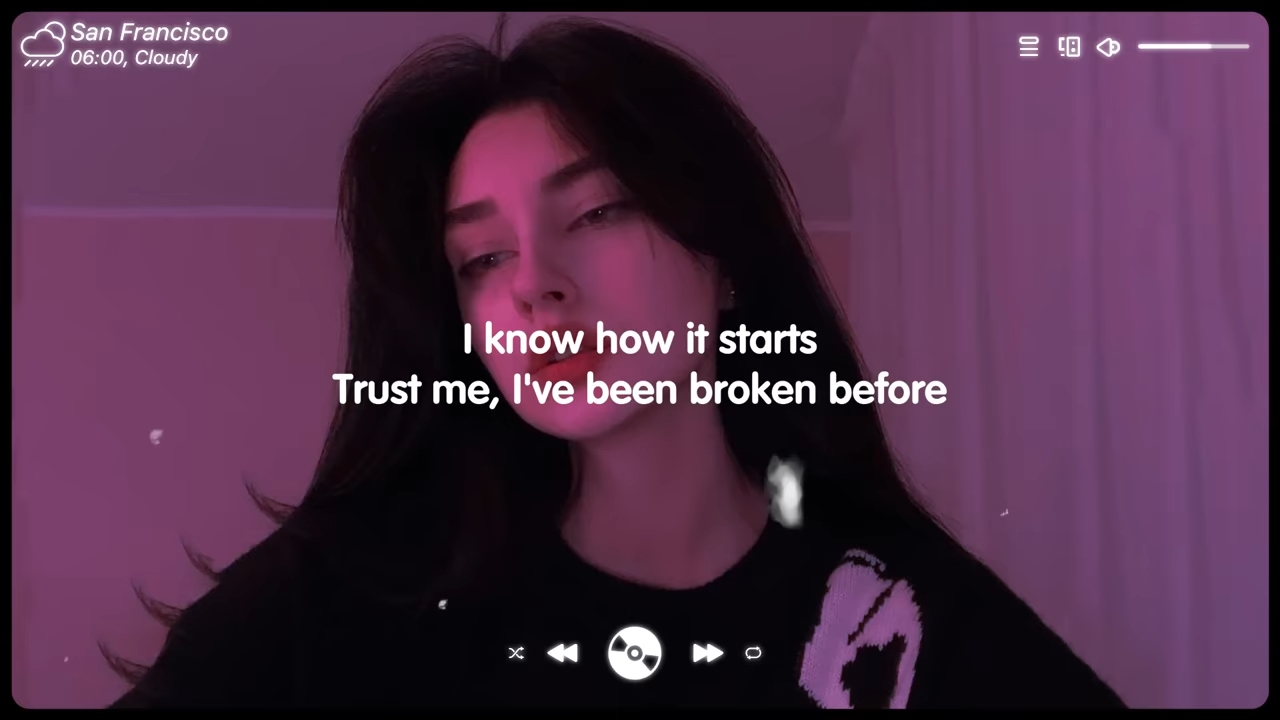 San Francisco
06:00, Cloudy
I know how it starts
Trust me, I've been broken before